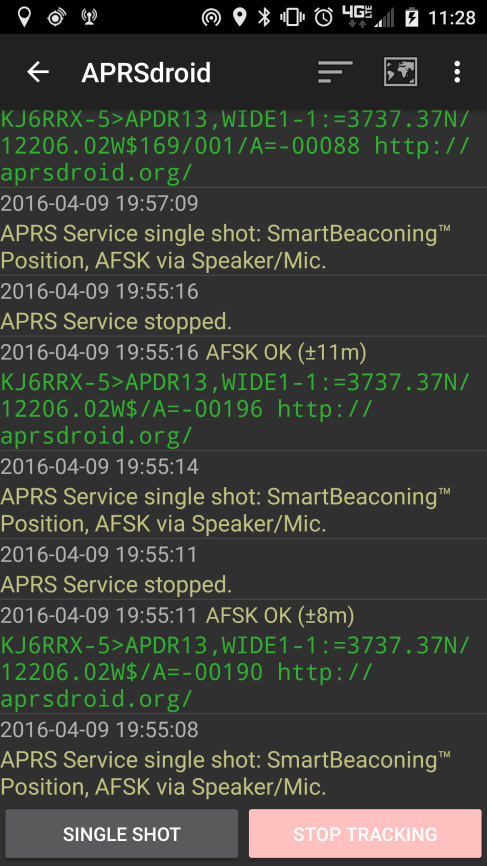 4G LTE 11:28
APRSdroid
KJ6RRX-5>APDR13,WIDE1-1:=3737.37N/
12206.02W$169/001/A=-00088 http://
aprsdroid.org/
2016-04-09 19:57:09
APRS Service single shot: SmartBeaconing™
Position, AFSK via Speaker/Mic.
2016-04-09 19:55:16
APRS Service stopped.
2016-04-09 19:55:16 AFSK OK (±11m)
KJ6RRX-5>APDR13,WIDE1-1:=3737.37N/
12206.02W$/A=-00196 http://
aprsdroid.org/
2016-04-09 19:55:14
APRS Service single shot: SmartBeaconing™
Position, AFSK via Speaker/Mic.
2016-04-09 19:55:11
APRS Service stopped.
2016-04-09 19:55:11 AFSK OK (±8m)
KJ6RRX-5>APDR13,WIDE1-1:=3737.37N/
12206.02W$/A=-00190 http://
aprsdroid.org/
2016-04-09 19:55:08
APRS Service single shot: SmartBeaconing™
Position, AFSK via Speaker/Mic.
SINGLE SHOT STOP TRACKING